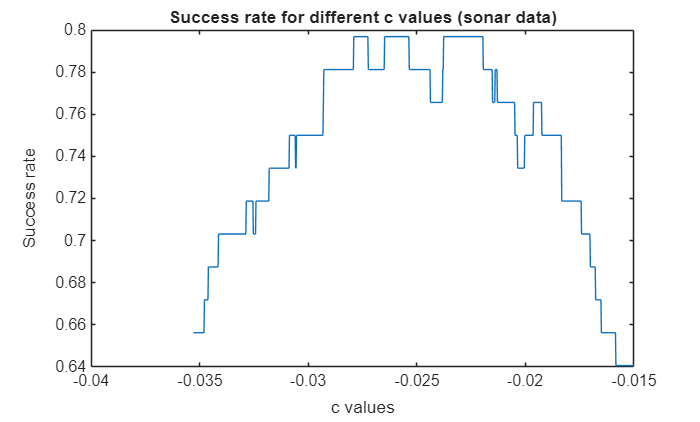 Success rate for different c values (sonar data)
0.8
0.78
0.76
0.74
0.72
0.7
0.68
0.66
0.64
Success rate
-0.04 -0.035 -0.03 -0.025 -0.02 -0.015
c values